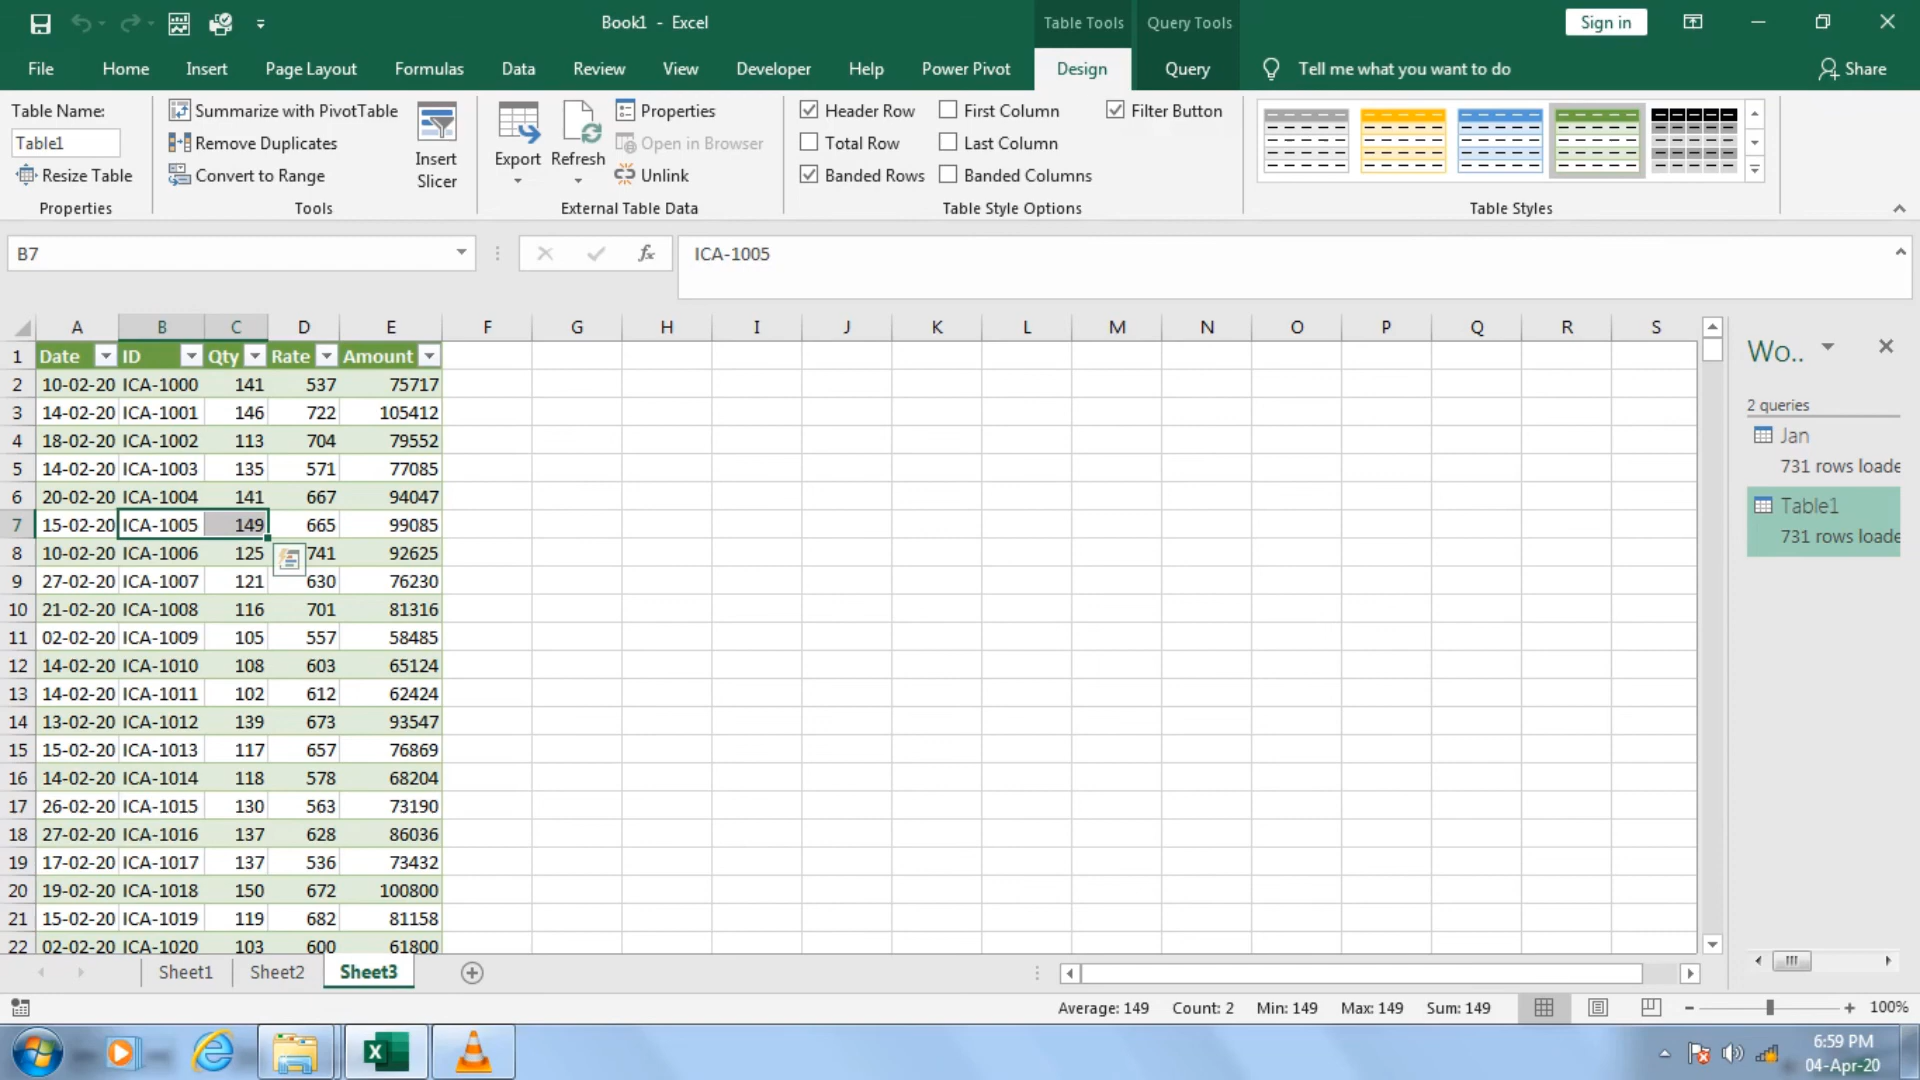 Book1 - Excel
Table Tools
Query Tools
Sign in
File
Home
Insert
Page Layout
Formulas
Data
Review
View
Developer
Help
Power Pivot
Design
Query
Tell me what you want to do
Share
Table Name:
Table1
Resize Table
Properties
Summarize with PivotTable
Remove Duplicates
Convert to Range
Tools
Insert
Slicer
Export
Refresh
Properties
Open in Browser
Unlink
External Table Data
Header Row
Total Row
Banded Rows
First Column
Last Column
Banded Columns
Filter Button
Table Style Options
Table Styles
B7
fx
ICA-1005
A B C D E F G H I J K L M N O P Q R S
1 Date ID Qty Rate Amount
2 10-02-20 ICA-1000 141 537 75717
3 14-02-20 ICA-1001 146 722 105412
4 18-02-20 ICA-1002 113 704 79552
5 14-02-20 ICA-1003 135 571 77085
6 20-02-20 ICA-1004 141 667 94047
7 15-02-20 ICA-1005 149 665 99085
8 10-02-20 ICA-1006 125 741 92625
9 27-02-20 ICA-1007 121 630 76230
10 21-02-20 ICA-1008 116 701 81316
11 02-02-20 ICA-1009 105 557 58485
12 14-02-20 ICA-1010 108 603 65124
13 14-02-20 ICA-1011 102 612 62424
14 13-02-20 ICA-1012 139 673 93547
15 15-02-20 ICA-1013 117 657 76869
16 14-02-20 ICA-1014 118 578 68204
17 26-02-20 ICA-1015 130 563 73190
18 27-02-20 ICA-1016 137 628 86036
19 17-02-20 ICA-1017 137 536 73432
20 19-02-20 ICA-1018 150 672 100800
21 15-02-20 ICA-1019 119 682 81158
22 02-02-20 ICA-1020 103 600 61800
Wo..
2 queries
Jan
731 rows loade
Table1
731 rows loade
Sheet1
Sheet2
Sheet3
Average: 149 Count: 2 Min: 149 Max: 149 Sum: 149
100%
6:59 PM
04-Apr-20